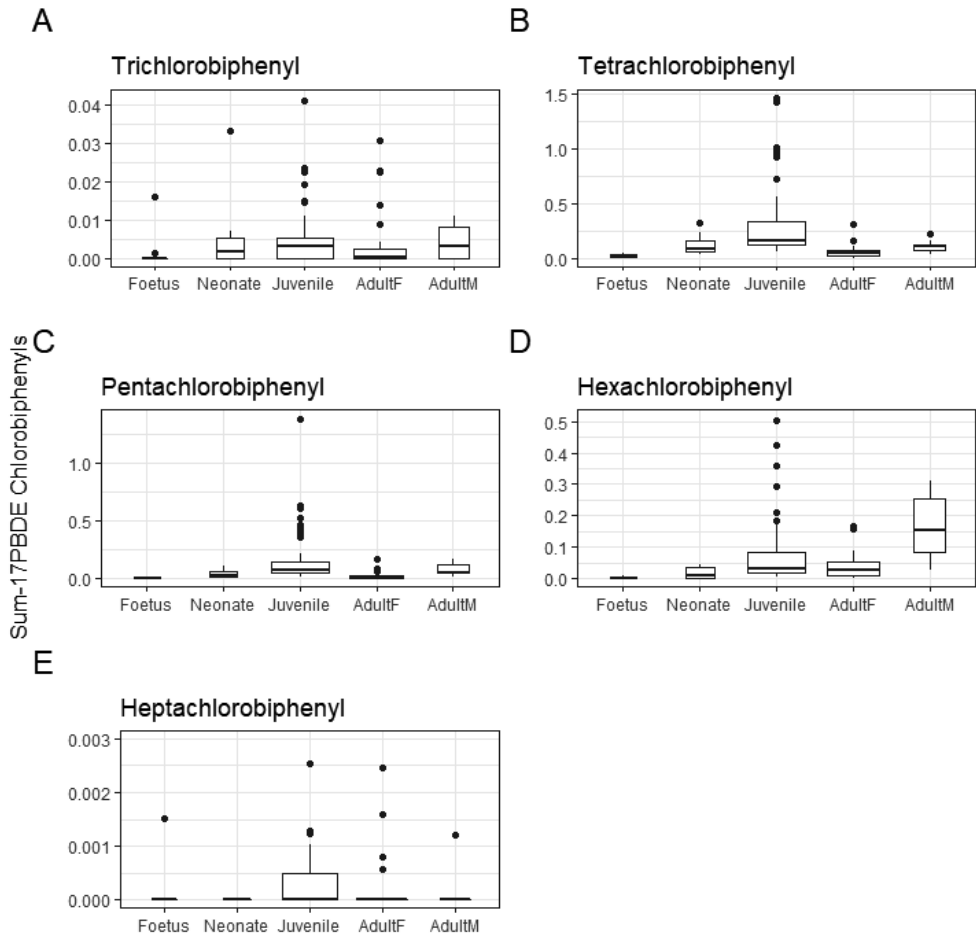 A
Trichlorobiphenyl
0.04
0.03
0.02
0.01
0.00
Foetus Neonate Juvenile AdultF AdultM
B
Tetrachlorobiphenyl
1.5
1.0
0.5
0.0
Foetus Neonate Juvenile AdultF AdultM
Sum-17PBDE Chlorobiphenyls
C
Pentachlorobiphenyl
1.0
0.5
0.0
Foetus Neonate Juvenile AdultF AdultM
D
Hexachlorobiphenyl
0.5
0.4
0.3
0.2
0.1
0.0
Foetus Neonate Juvenile AdultF AdultM
E
Heptachlorobiphenyl
0.003
0.002
0.001
0.000
Foetus Neonate Juvenile AdultF AdultM